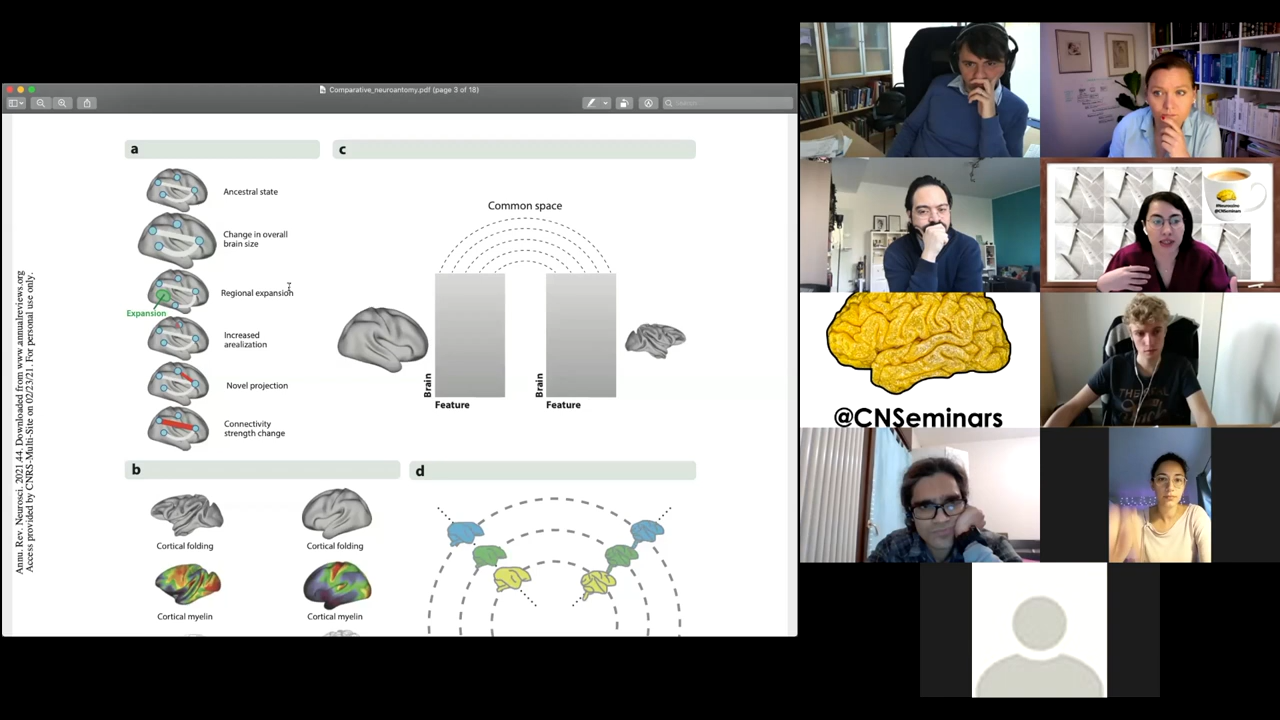 Comparative_neuroantomy.pdf (page 3 of 18)
Search
a
Ancestral state
Change in overall
brain size
Regional expansion
Expansion
Increased
arealization
Novel projection
Connectivity
strength change
c
Common space
Brain
Feature
Brain
Feature
b
Cortical folding
Cortical folding
Cortical myelin
Cortical myelin
d
Annu. Rev. Neurosci. 2021.44. Downloaded from www.annualreviews.org
Access provided by CNRS-Multi-Site on 02/23/21. For personal use only.
@CNSeminars
@CNSeminars